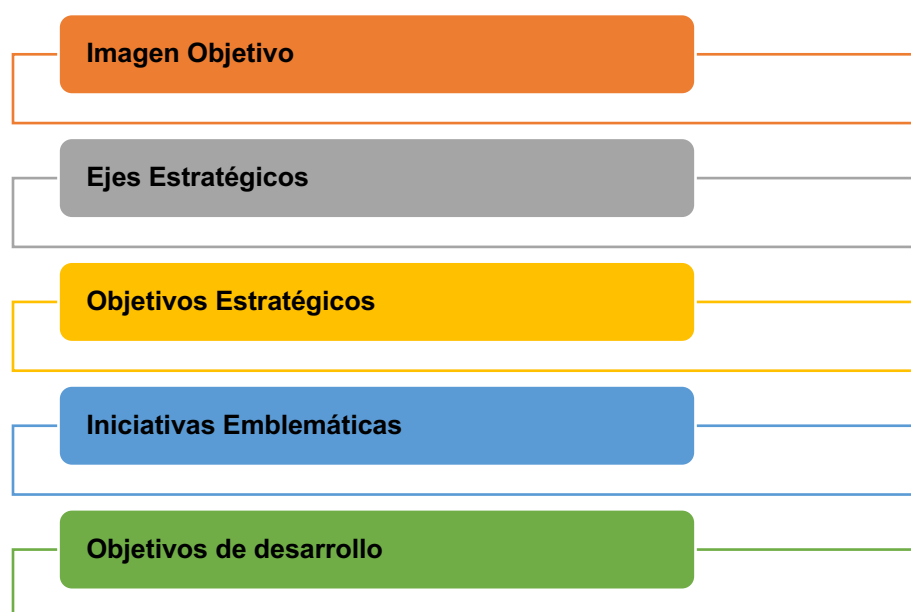 Imagen Objetivo
Ejes Estratégicos
Objetivos Estratégicos
Iniciativas Emblemáticas
Objetivos de desarrollo